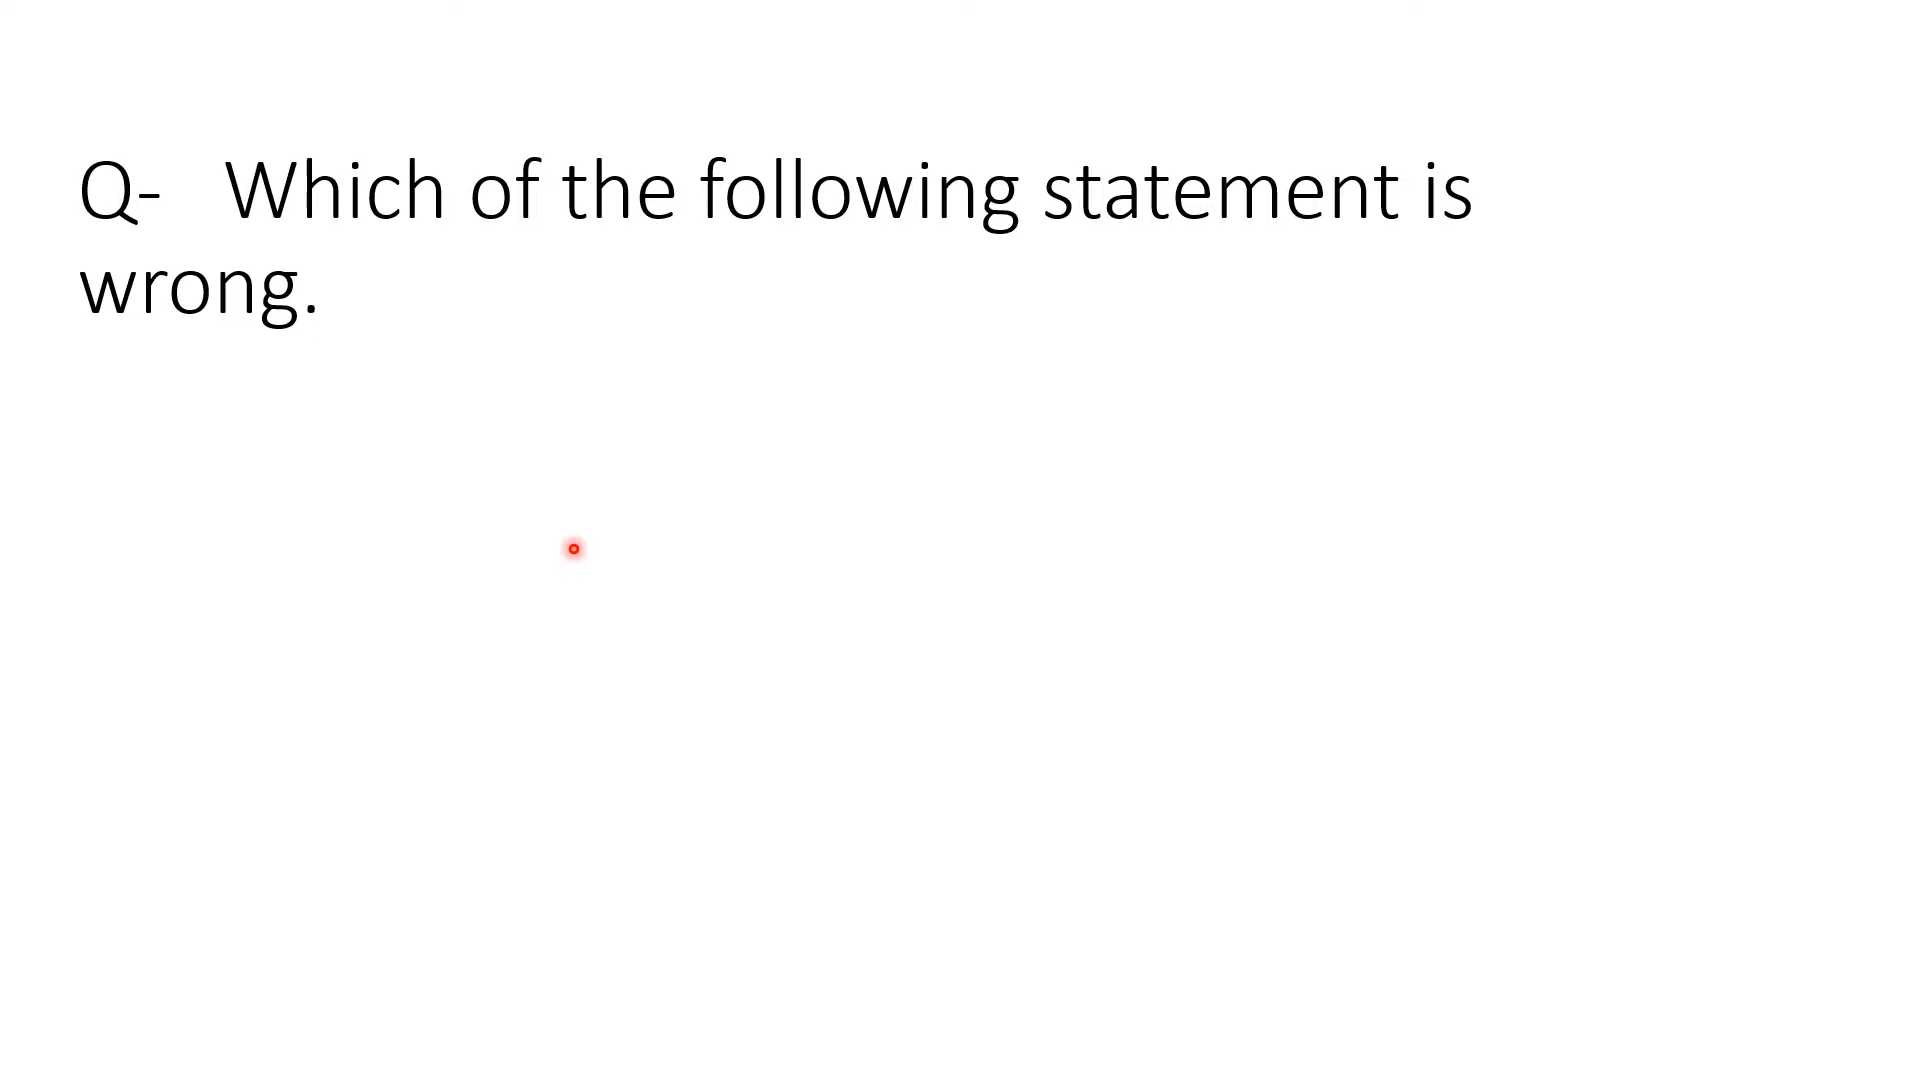 Q- Which of the following statement is
wrong.